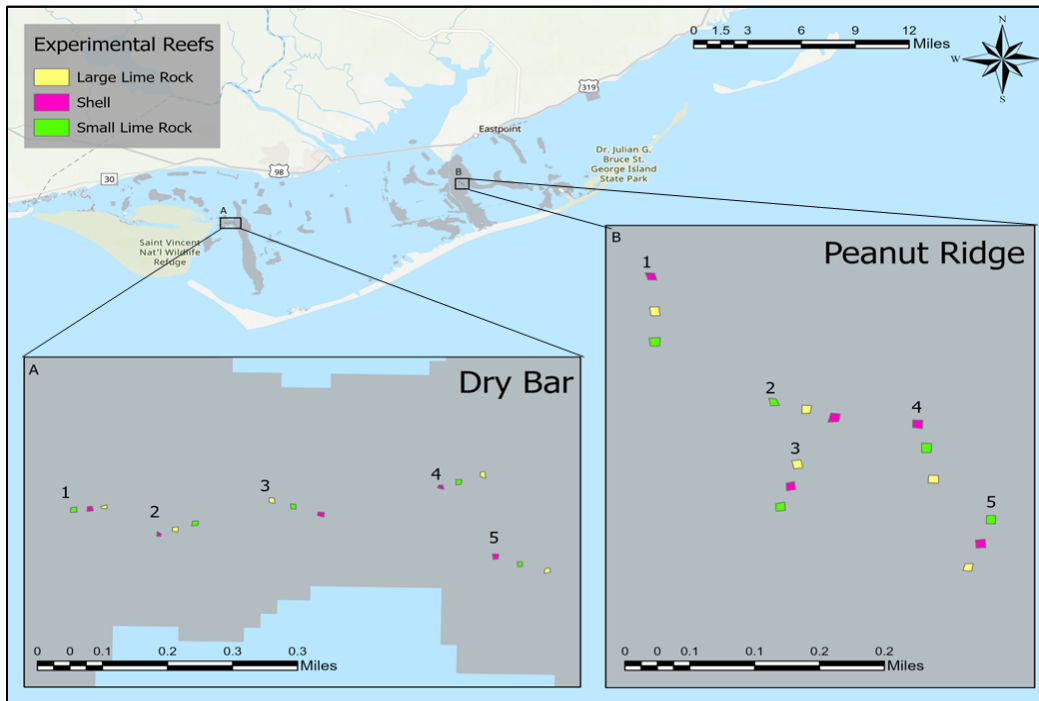 Experimental Reefs
Large Lime Rock
Shell
Small Lime Rock
0 1.5 3 6 9 12
Miles
N
W E
S
319
Eastpoint
98
30
Dr. Julian G.
Bruce St.
George Island
State Park
B
A
Saint Vincent
Nat'l Wildlife
Refuge
B
Peanut Ridge
1
2
3
4
5
0 0 0.1 0.1 0.2 0.2
Miles
A
Dry Bar
1
2
3
4
5
0 0 0.1 0.2 0.3 0.3
Miles